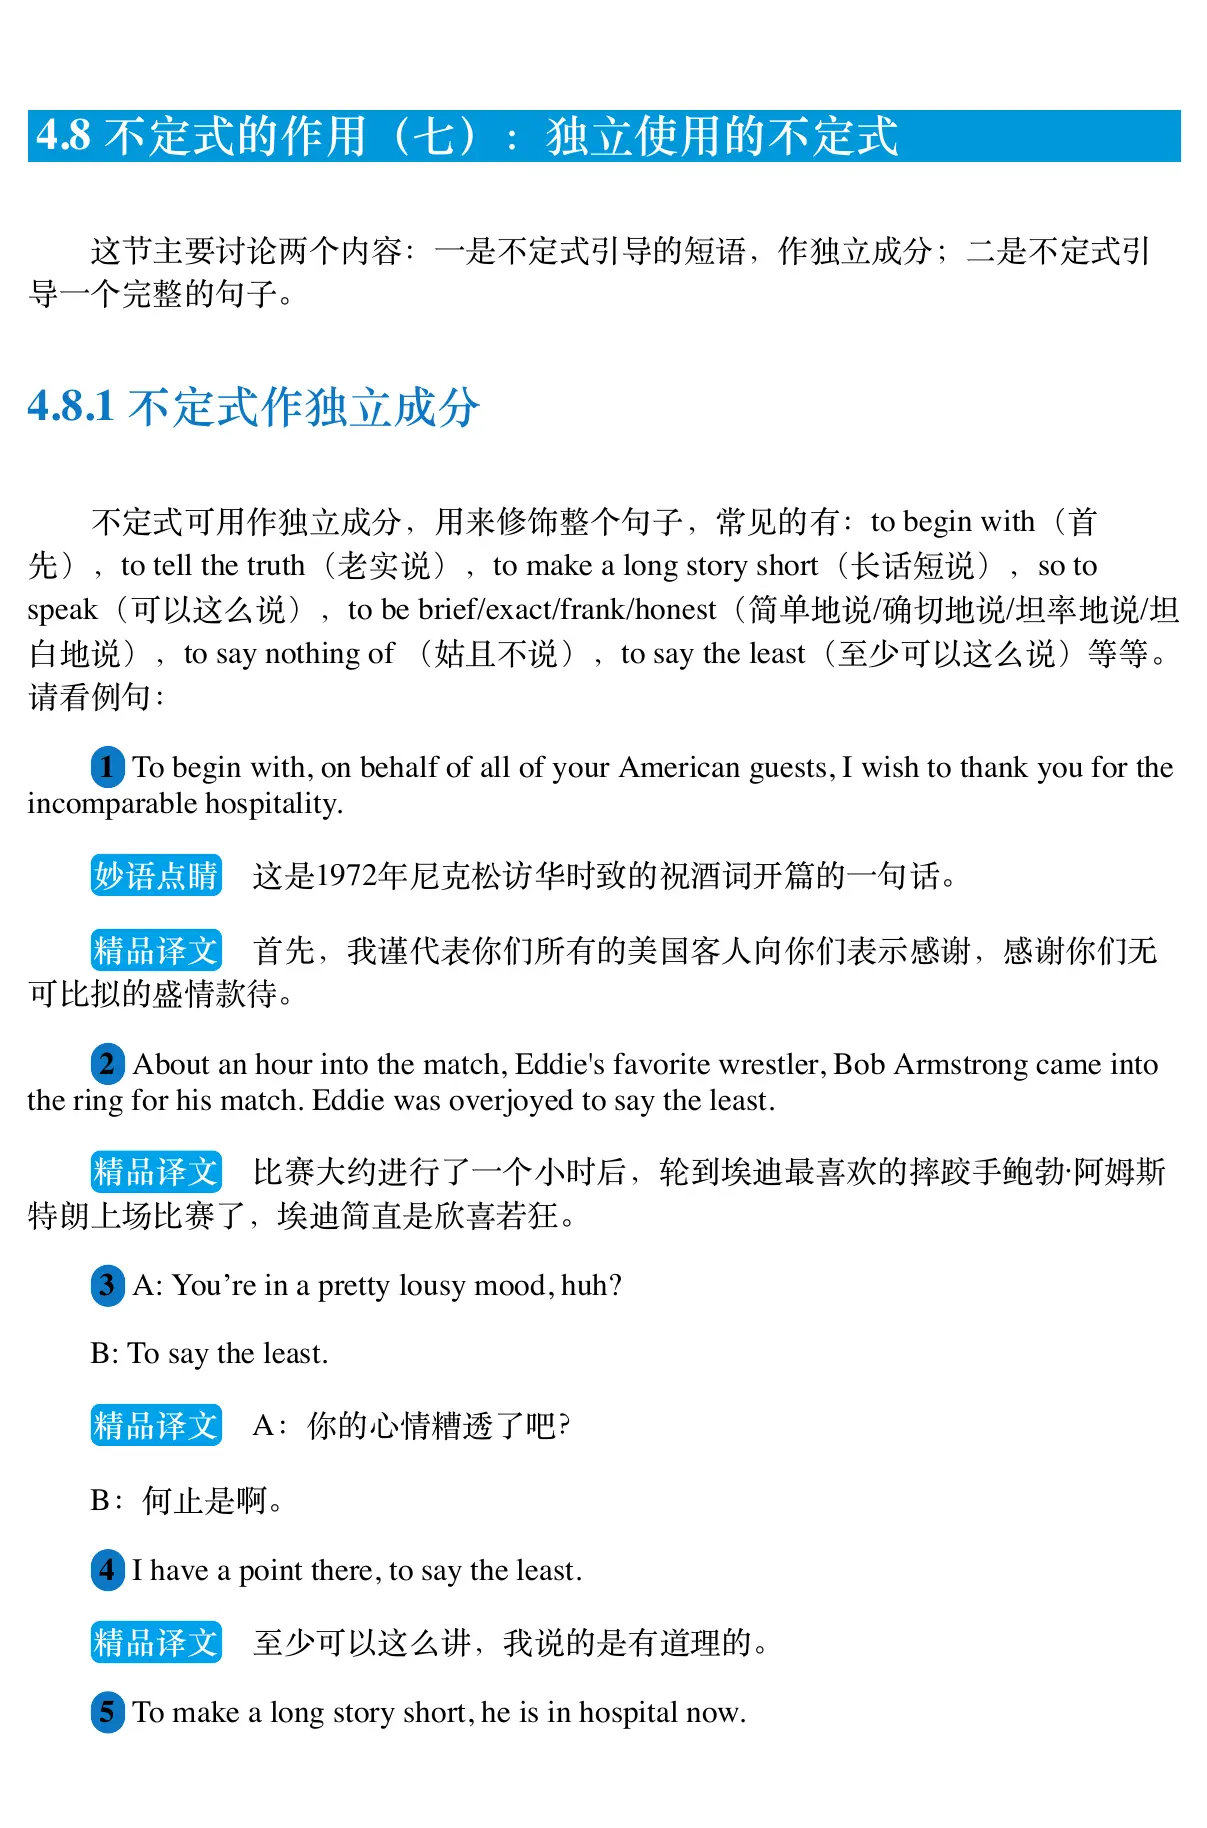 4.8 不定式的作用（七）：独立使用的不定式
这节主要讨论两个内容：一是不定式引导的短语，作独立成分；二是不定式引
导一个完整的句子。
4.8.1 不定式作独立成分
不定式可用作独立成分，用来修饰整个句子，常见的有：to begin with（首
先），to tell the truth（老实说），to make a long story short（长话短说），so to
speak（可以这么说），to be brief/exact/frank/honest（简单地说/确切地说/坦率地说/坦
白地说），to say nothing of （姑且不说），to say the least（至少可以这么说）等等。
请看例句：
1 To begin with, on behalf of all of your American guests, I wish to thank you for the
incomparable hospitality.
妙语点睛 这是1972年尼克松访华时致的祝酒词开篇的一句话。
精品译文 首先，我谨代表你们所有的美国客人向你们表示感谢，感谢你们无
可比拟的盛情款待。
2 About an hour into the match, Eddie's favorite wrestler, Bob Armstrong came into
the ring for his match. Eddie was overjoyed to say the least.
精品译文 比赛大约进行了一个小时后，轮到埃迪最喜欢的摔跤手鲍勃·阿姆斯
特朗上场比赛了，埃迪简直是欣喜若狂。
3 A: You’re in a pretty lousy mood, huh?
B: To say the least.
精品译文 A：你的心情糟透了吧？
B：何止是啊。
4 I have a point there, to say the least.
精品译文 至少可以这么讲，我说的是有道理的。
5 To make a long story short, he is in hospital now.